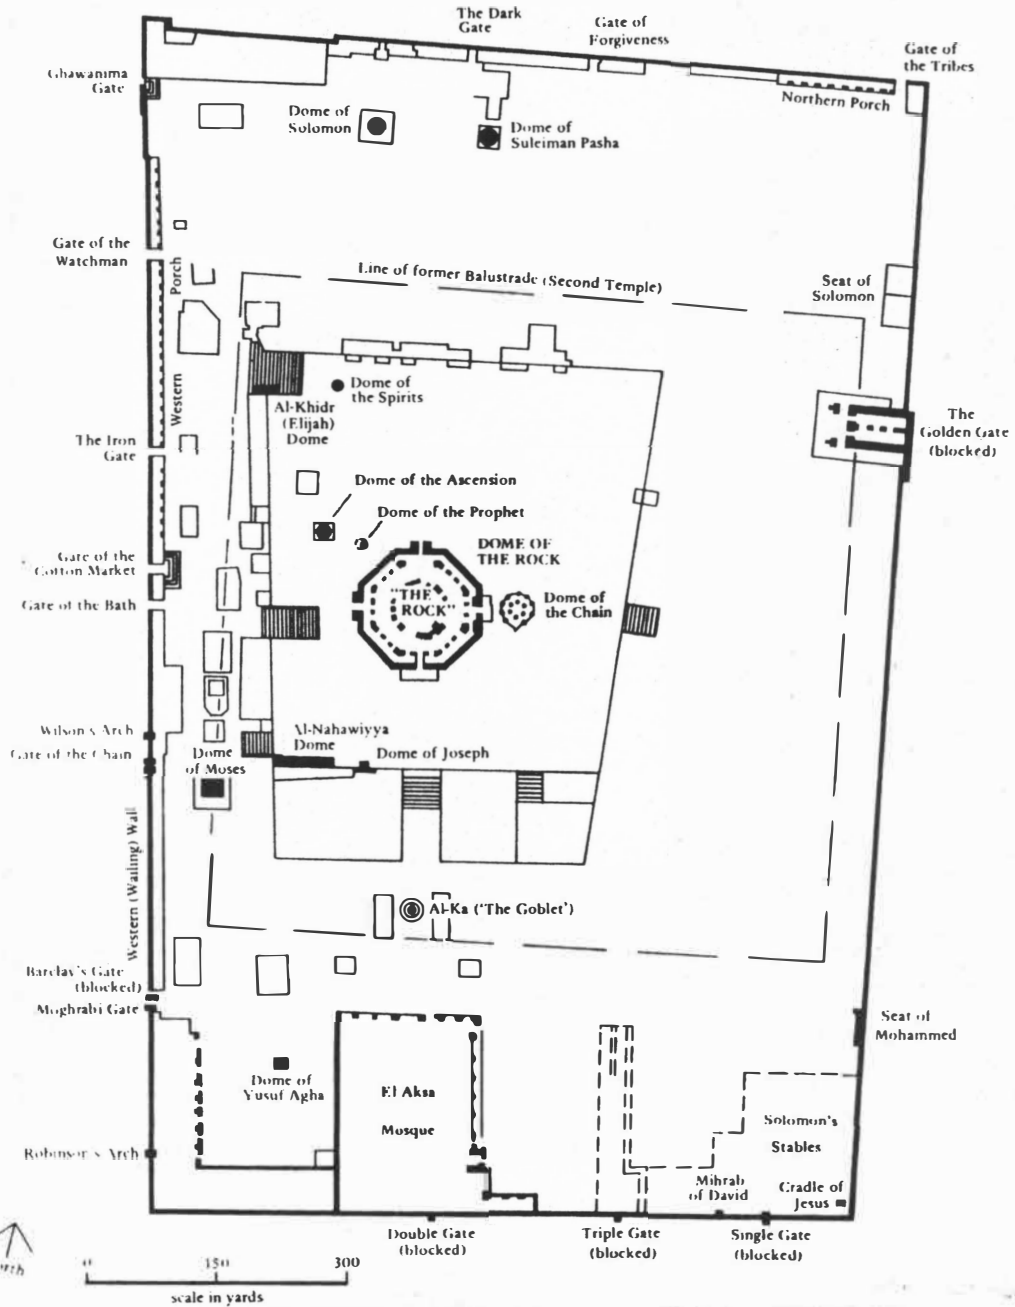 The Dark
Gate
Gate of
Forgiveness
Gate of
the Tribes
Ghawanima
Gate
Northern Porch
Dome of
Solomon
Dome of
Suleiman Pasha
Gate of the
Watchman
Porch
Western
Line of former Balustrade (Second Temple)
Seat of
Solomon
Dome of
the Spirits
Al-Khidr
(Elijah)
Dome
The
Golden Gate
(blocked)
The Iron
Gate
Dome of the Ascension
Dome of the Prophet
DOME OF
THE ROCK
Gate of the
Cotton Market
"THE
ROCK"
Dome of
the Chain
Gate of the Bath
Wilson's Arch
Gate of the Chain
Al-Nahawiyya
Dome
Dome of Joseph
Dome
of Moses
Western (Wailing) Wall
Al-Ka ('The Goblet')
Barclay's Gate
(blocked)
Moghrabi Gate
Seat of
Mohammed
Dome of
Yusuf Agha
El Aksa
Mosque
Solomon's
Stables
Robinson's Arch
Mihrab
of David
Cradle of
Jesus
Double Gate
(blocked)
Triple Gate
(blocked)
Single Gate
(blocked)
0 150 300
scale in yards